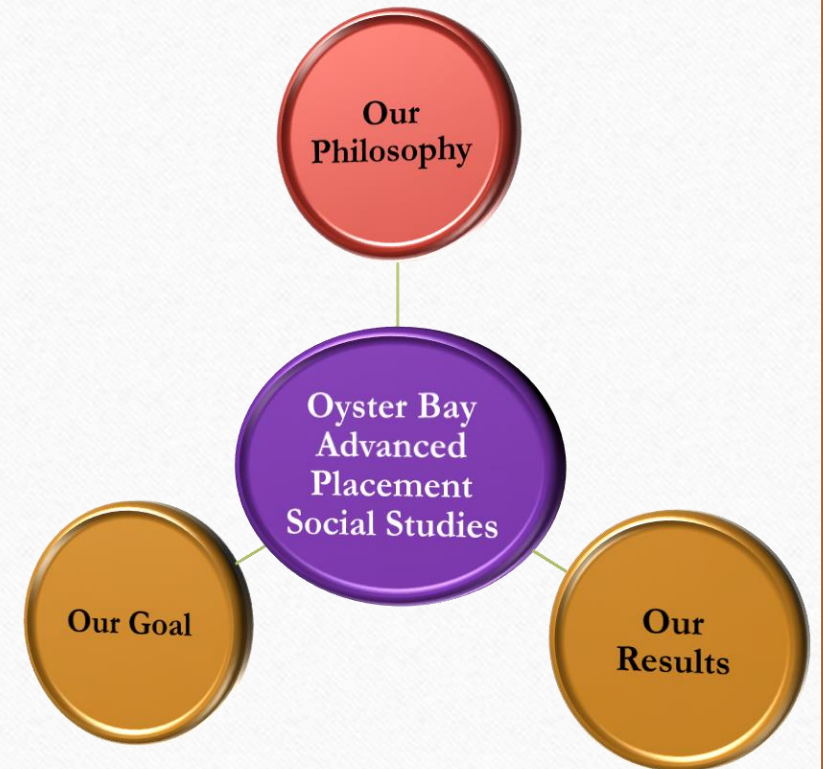 Our
Philosophy
Oyster Bay
Advanced
Placement
Social Studies
Our Goal
Our
Results